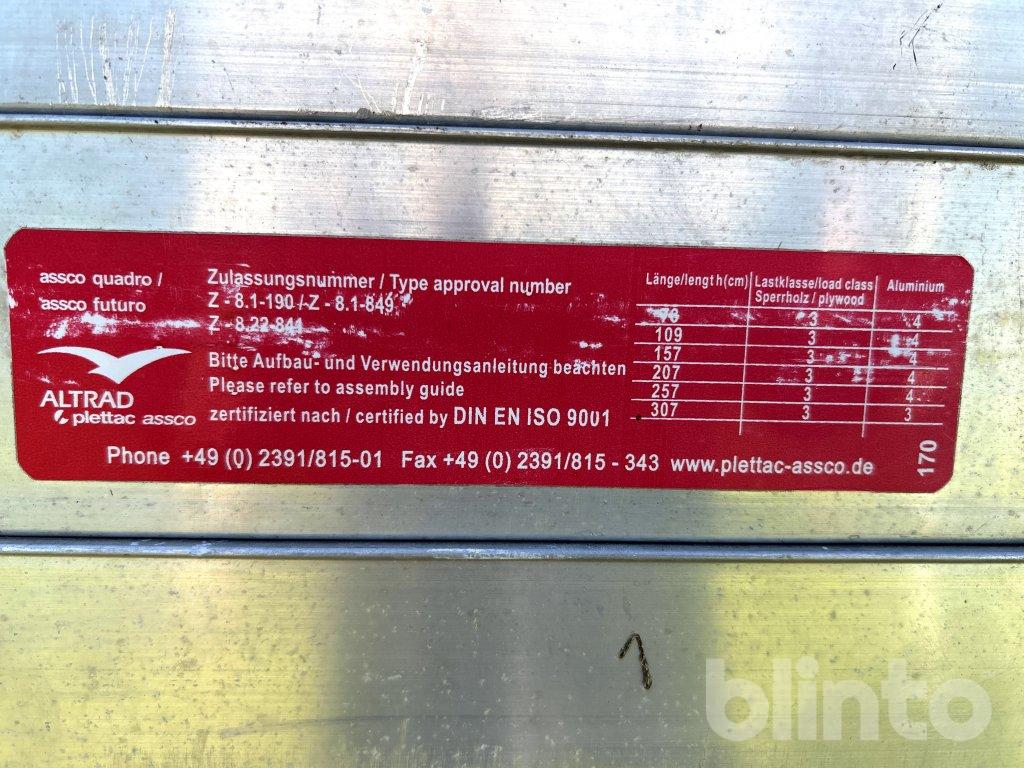 assco quadro /
assco futuro
ALTRAD
plettac assco
Zulassungsnummer / Type approval number
Z - 8.1-190 / Z - 8.1-849
Z - 8.22-841
Bitte Aufbau- und Verwendungsanleitung beachten
Please refer to assembly guide
zertifiziert nach / certified by DIN EN ISO 9001
Länge/length(cm) Lastklasse/load class Aluminium
Sperrholz / plywood
3 4
109 3 4
157 3 4
207 3 4
257 3 4
307 3 3
Phone +49 (0) 2391/815-01 Fax +49 (0) 2391/815 - 343 www.plettac-assco.de
170
1
blinto